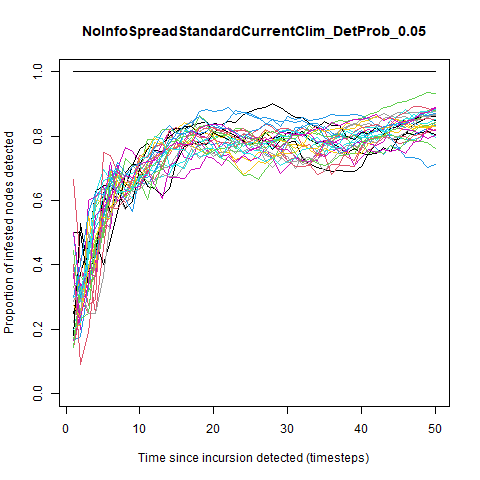 NoInfoSpreadStandardCurrentClim_DetProb_0.05
Proportion of infested nodes detected
1.0
0.8
0.6
0.4
0.2
0.0
0 10 20 30 40 50
Time since incursion detected (timesteps)